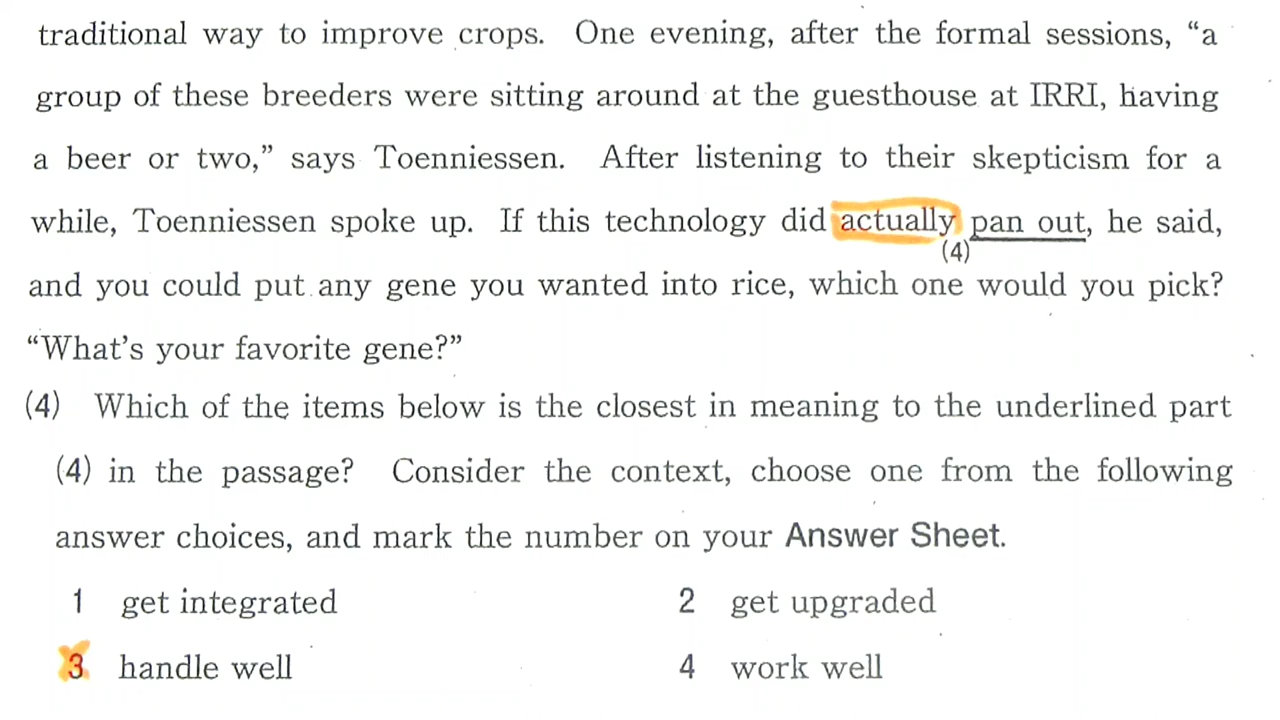 traditional way to improve crops. One evening, after the formal sessions, “a
group of these breeders were sitting around at the guesthouse at IRRI, having
a beer or two,” says Toenniessen. After listening to their skepticism for a
while, Toenniessen spoke up. If this technology did actually pan out, he said,
(4)
and you could put any gene you wanted into rice, which one would you pick?
“What’s your favorite gene?”
(4) Which of the items below is the closest in meaning to the underlined part
(4) in the passage? Consider the context, choose one from the following
answer choices, and mark the number on your Answer Sheet.
1 get integrated 2 get upgraded
3 handle well 4 work well